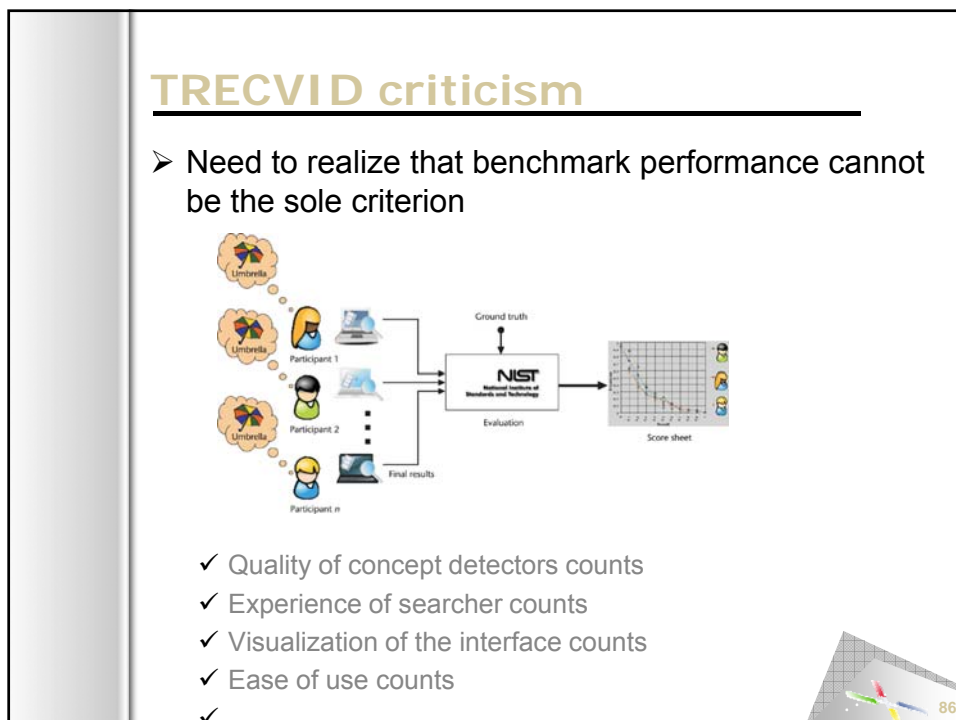 TRECVID criticism
➢ Need to realize that benchmark performance cannot
be the sole criterion
Umbrella
Participant 1
Umbrella
Participant 2
Umbrella
Participant n
Final results
Ground truth
NIST
National Institute of
Standards and Technology
Evaluation
Score sheet
✓ Quality of concept detectors counts
✓ Experience of searcher counts
✓ Visualization of the interface counts
✓ Ease of use counts
✓
86